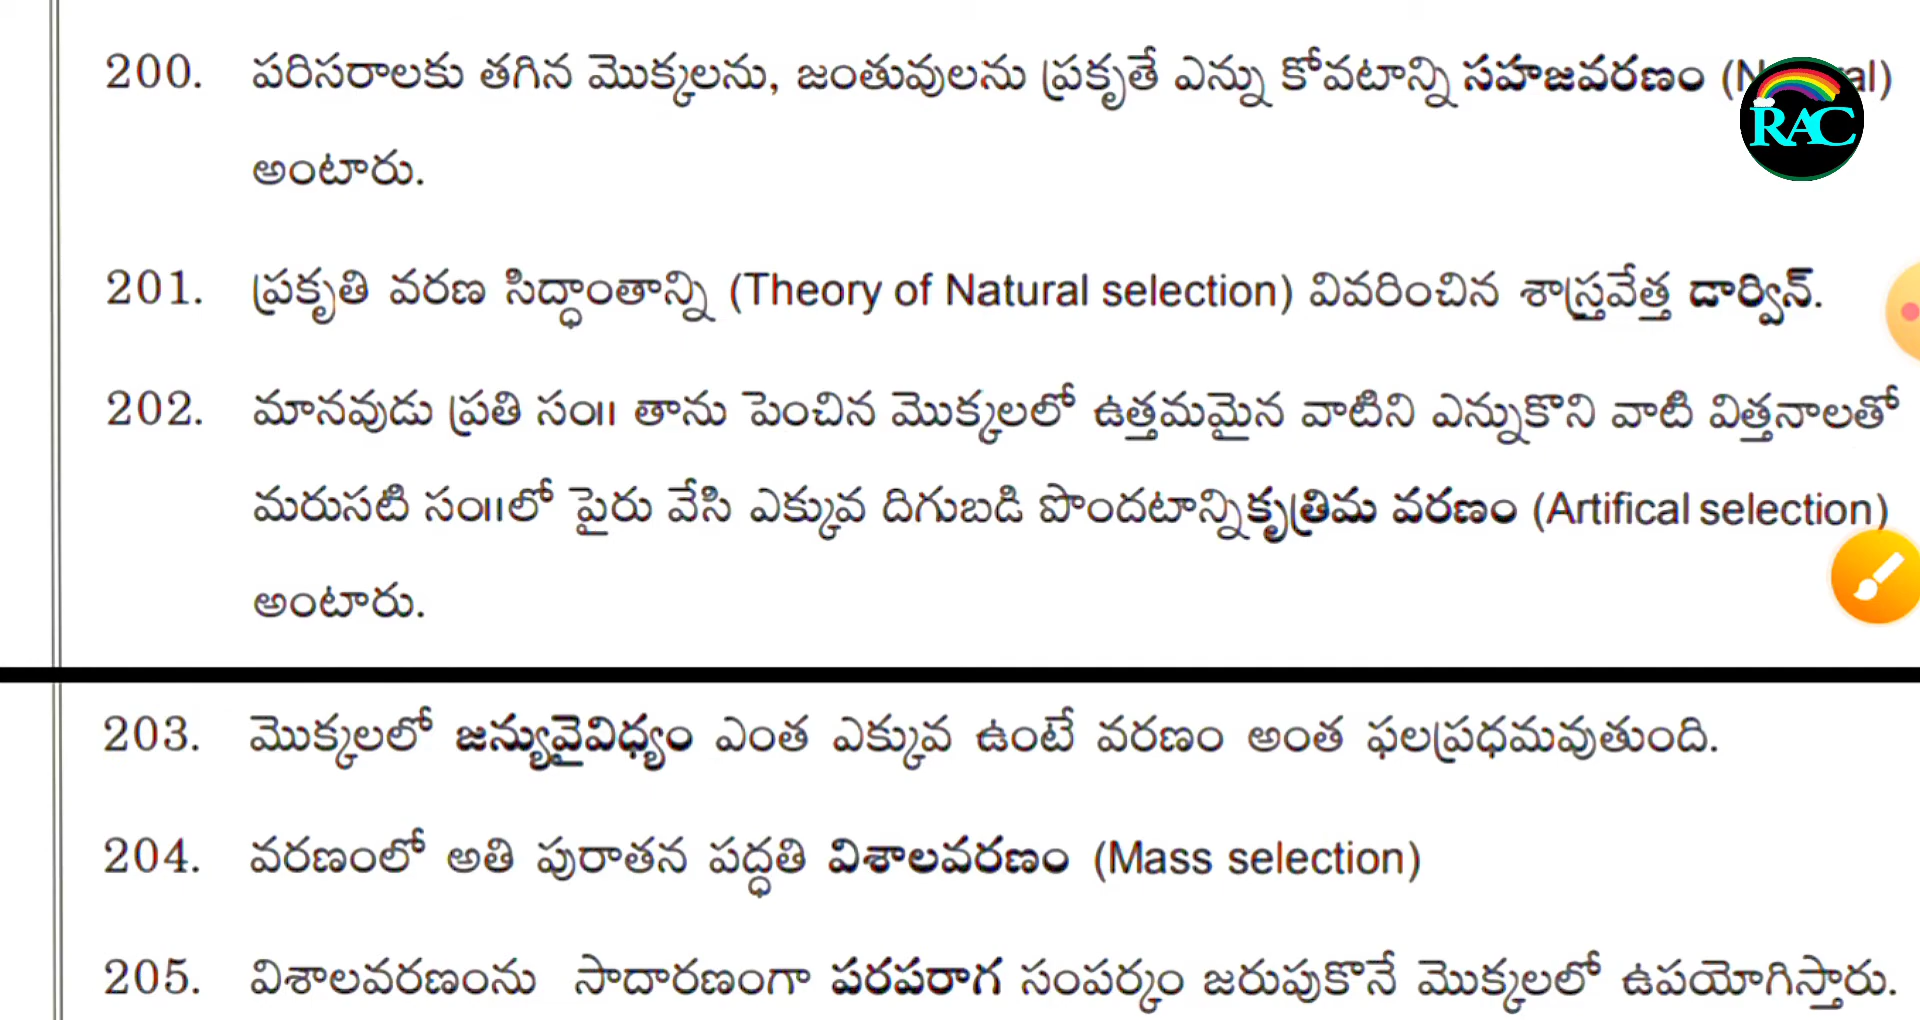 200. పరిసరాలకు తగిన మొక్కలను, జంతువులను ప్రకృతే ఎన్ను కోవటాన్ని సహజవరణం
అంటారు.
RAC
201. ప్రకృతి వరణ సిద్ధాంతాన్ని (Theory of Natural selection) వివరించిన శాస్త్రవేత్త డార్విన్.
202. మానవుడు ప్రతి సం॥ తాను పెంచిన మొక్కలలో ఉత్తమమైన వాటిని ఎన్నుకొని వాటి విత్తనాలతో
మరుసటి సం॥లో పైరు వేసి ఎక్కువ దిగుబడి పొందటాన్నికృత్రిమ వరణం (Artifical selection)
అంటారు.
203. మొక్కలలో జన్యువైవిధ్యం ఎంత ఎక్కువ ఉంటే వరణం అంత ఫలప్రధమవుతుంది.
204. వరణంలో అతి పురాతన పద్ధతి విశాలవరణం (Mass selection)
205. విశాలవరణంను సాదారణంగా పరపరాగ సంపర్కం జరుపుకొనే మొక్కలలో ఉపయోగిస్తారు.